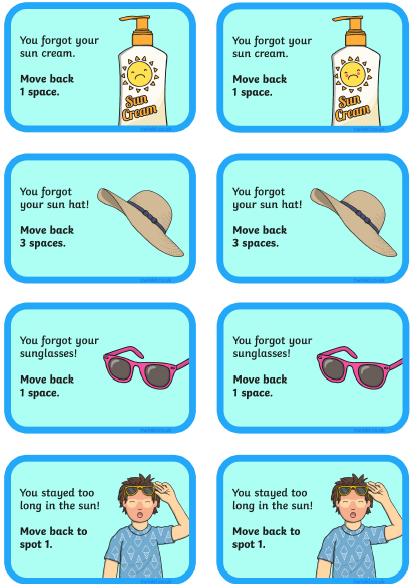 You forgot your
sun cream.
Move back
1 space.
Sun
Cream
You forgot your
sun cream.
Move back
1 space.
Sun
Cream
You forgot
your sun hat!
Move back
3 spaces.
You forgot
your sun hat!
Move back
3 spaces.
You forgot your
sunglasses!
Move back
1 space.
You forgot your
sunglasses!
Move back
1 space.
You stayed too
long in the sun!
Move back to
spot 1.
You stayed too
long in the sun!
Move back to
spot 1.